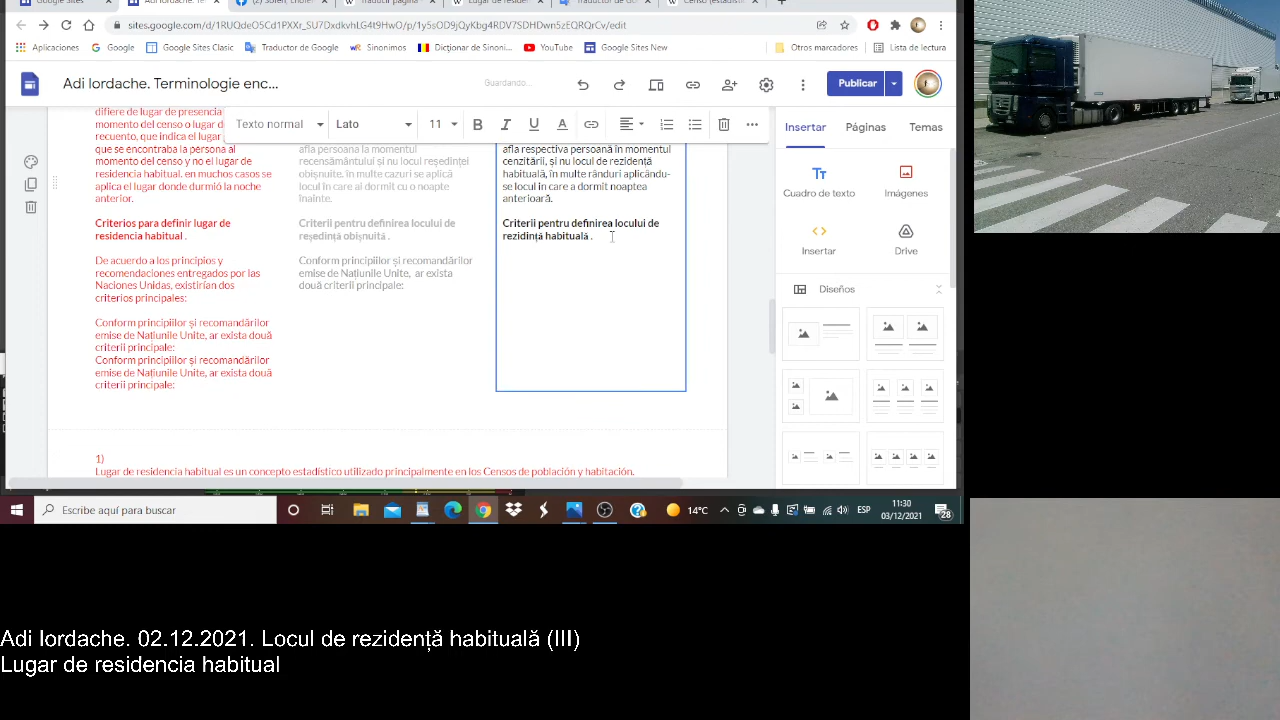 sites.google.com/d/1RUQdeO5Cd1PXXr_SU7DxdkvhLG4t9HwO/p/1y5sOD9jQyKbg4RDV7SDHDwn5zEQRQrCv/edit
Aplicaciones
Google
Google Sites Clasic
Traductor de Google
Sinonimos
Dicționar de Sinoni...
YouTube
Google Sites New
Otros marcadores
Lista de lectura
Adi Iordache. Terminologie enc...
Guardando...
Publicar
Texto normal
Lato
11
Insertar
Páginas
Temas
difiere de lugar de presencia
momento del censo o lugar d
recuento, que indica el lugar
que se encontraba la persona al
momento del censo y no el lugar de
residencia habitual. en muchos casos se
aplica el lugar donde durmió la noche
anterior.
Criterios para definir lugar de
residencia habitual .
De acuerdo a los principios y
recomendaciones entregados por las
Naciones Unidas, existirían dos
criterios principales:
Conform principiilor și recomandărilor
emise de Națiunile Unite, ar exista două
criterii principale:
Conform principiilor și recomandărilor
emise de Națiunile Unite, ar exista două
criterii principale:
afla persoana la momentul
recensământului și nu locul reședinței
obișnuite. în multe cazuri se aplică
locul în care ai dormit cu o noapte
înainte.
Criterii pentru definirea locului de
reședință obișnuită .
Conform principiilor și recomandărilor
emise de Națiunile Unite, ar exista
două criterii principale:
afla respectiva persoană în momentul
cenzitării, și nu locul de rezidență
habituală, în multe rânduri aplicându-
se locul in care a dormit noaptea
anterioară.
Criterii pentru definirea locului de
rezidință habituală .
Cuadro de texto
Imágenes
Insertar
Drive
Diseños
1)
Lugar de residencia habitual es un concepto estadístico utilizado principalmente en los Censos de población y habitación.
Escribe aquí para buscar
14°C
ESP
11:30
03/12/2021
28
Adi Iordache. 02.12.2021. Locul de rezidență habituală (III)
Lugar de residencia habitual